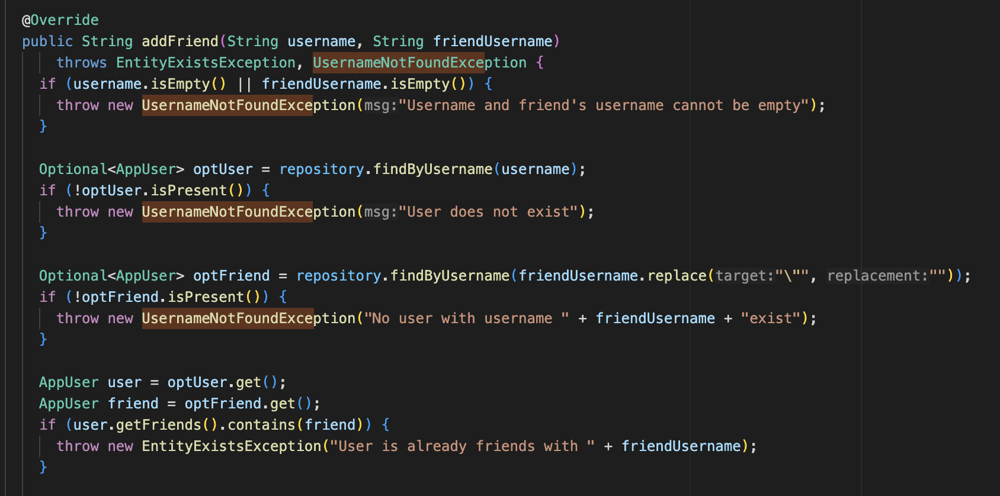 @Override
public String addFriend(String username, String friendUsername)
throws EntityExistsException, UsernameNotFoundException {
if (username.isEmpty() || friendUsername.isEmpty()) {
throw new UsernameNotFoundException(msg:"Username and friend's username cannot be empty");
}
Optional<AppUser> optUser = repository.findByUsername(username);
if (!optUser.isPresent()) {
throw new UsernameNotFoundException(msg:"User does not exist");
}
Optional<AppUser> optFriend = repository.findByUsername(friendUsername.replace(target:"\"", replacement:""));
if (!optFriend.isPresent()) {
throw new UsernameNotFoundException("No user with username " + friendUsername + "exist");
}
AppUser user = optUser.get();
AppUser friend = optFriend.get();
if (user.getFriends().contains(friend)) {
throw new EntityExistsException("User is already friends with " + friendUsername);
}